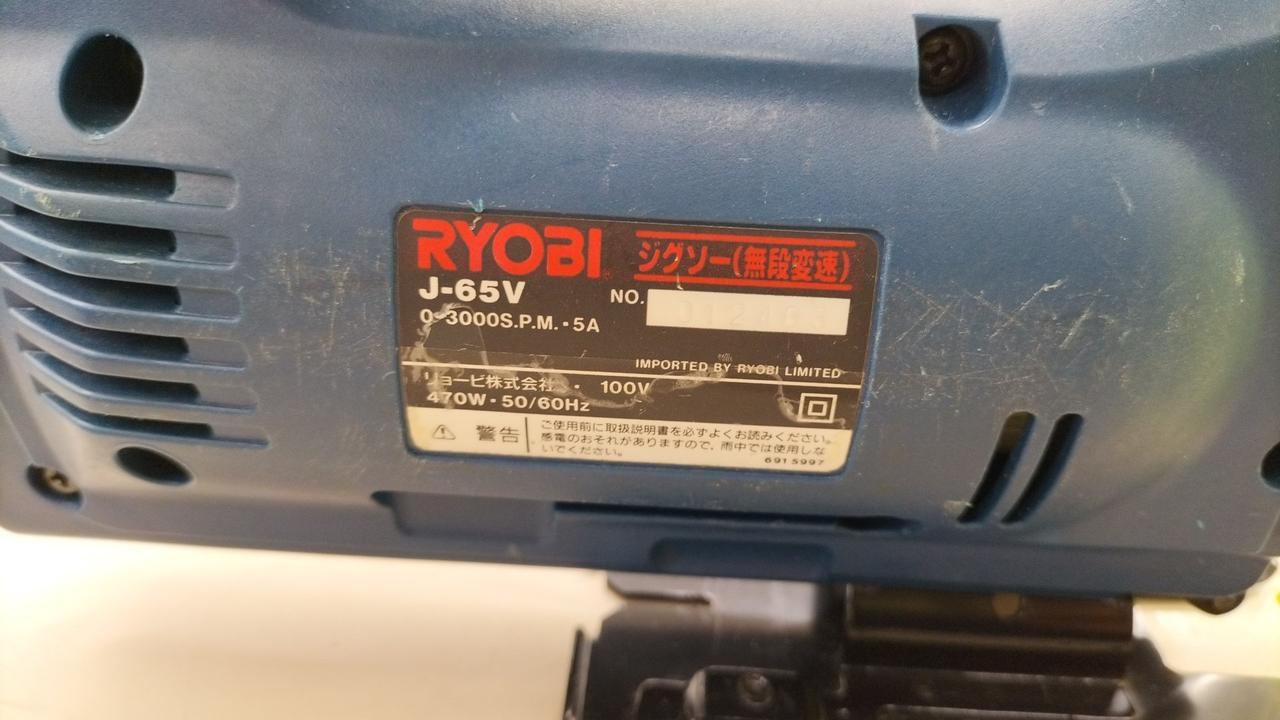 RYOBI
ジグソー(無段変速)
J-65V
NO.
0-3000S.P.M.・5A
IMPORTED BY RYOBI LIMITED
リョービ株式会社 ・ 100V
470W・50/60Hz
警告
ご使用前に取扱説明書を必ずよくお読みください。
感電のおそれがありますので、雨中では使用しな
いでください。
6915997